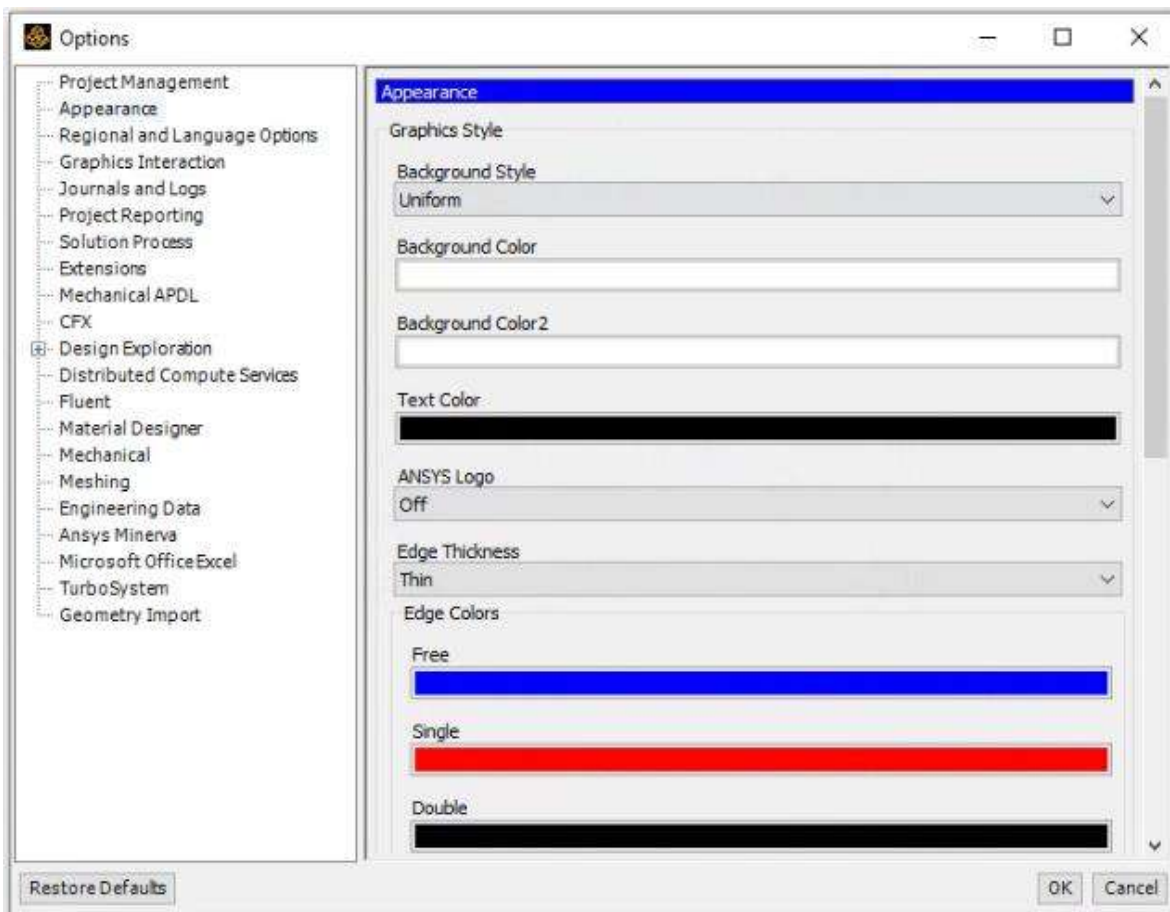 Options
Project Management
Appearance
Regional and Language Options
Graphics Interaction
Journals and Logs
Project Reporting
Solution Process
Extensions
Mechanical APDL
CFX
Design Exploration
Distributed Compute Services
Fluent
Material Designer
Mechanical
Meshing
Engineering Data
Ansys Minerva
Microsoft Office Excel
TurboSystem
Geometry Import
Appearance
Graphics Style
Background Style
Uniform
Background Color
Background Color2
Text Color
ANSYS Logo
Off
Edge Thickness
Thin
Edge Colors
Free
Single
Double
Restore Defaults
OK
Cancel